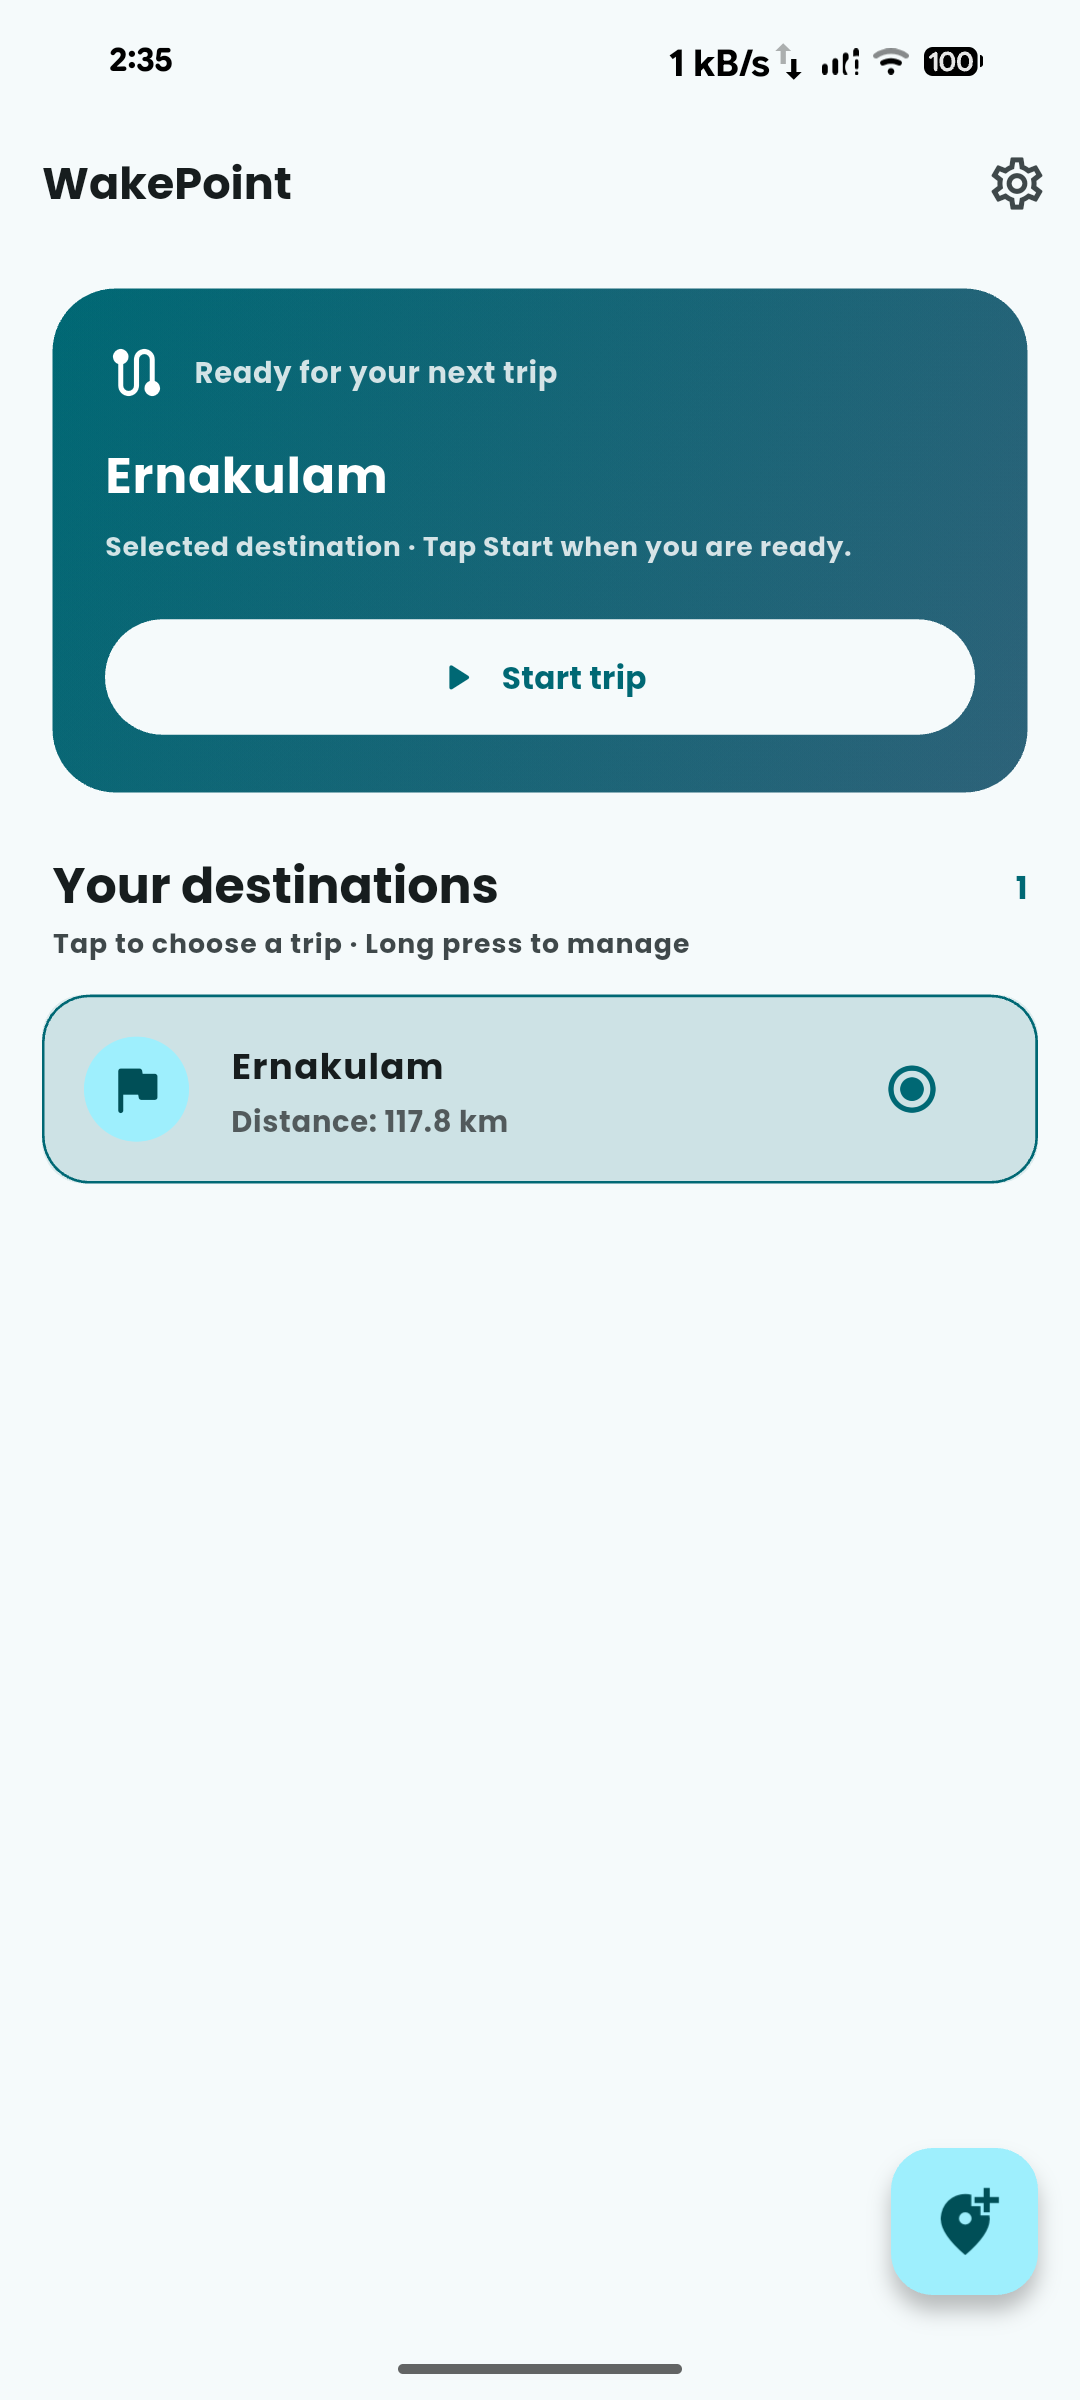 2:35
1 kB/s
100
WakePoint
Ready for your next trip
Ernakulam
Selected destination · Tap Start when you are ready.
Start trip
Your destinations
1
Tap to choose a trip · Long press to manage
Ernakulam
Distance: 117.8 km